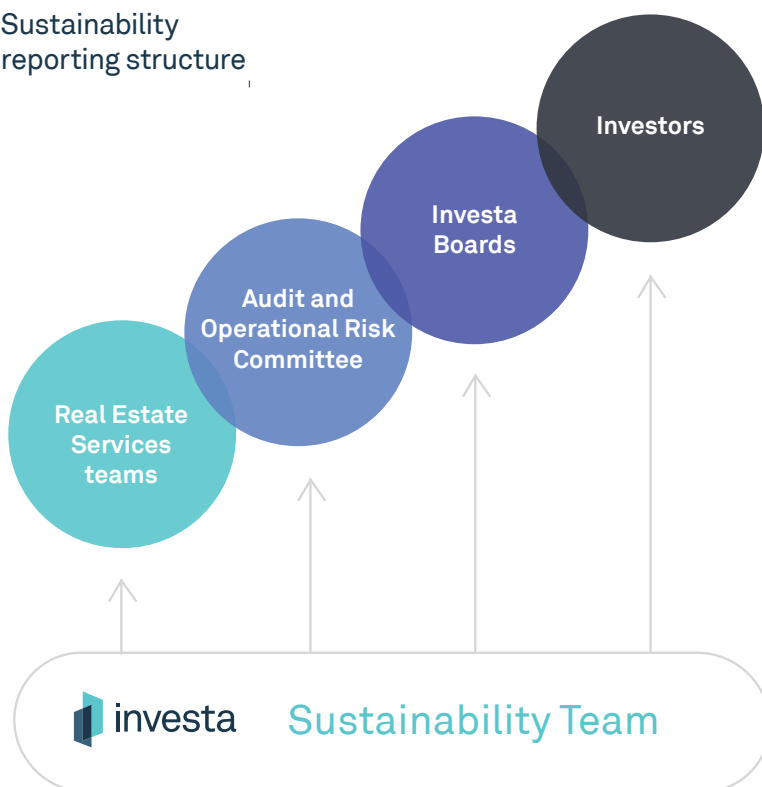 Sustainability
reporting structure
Investors
Investa
Boards
Audit and
Operational Risk
Committee
Real Estate
Services
teams
investa
Sustainability Team